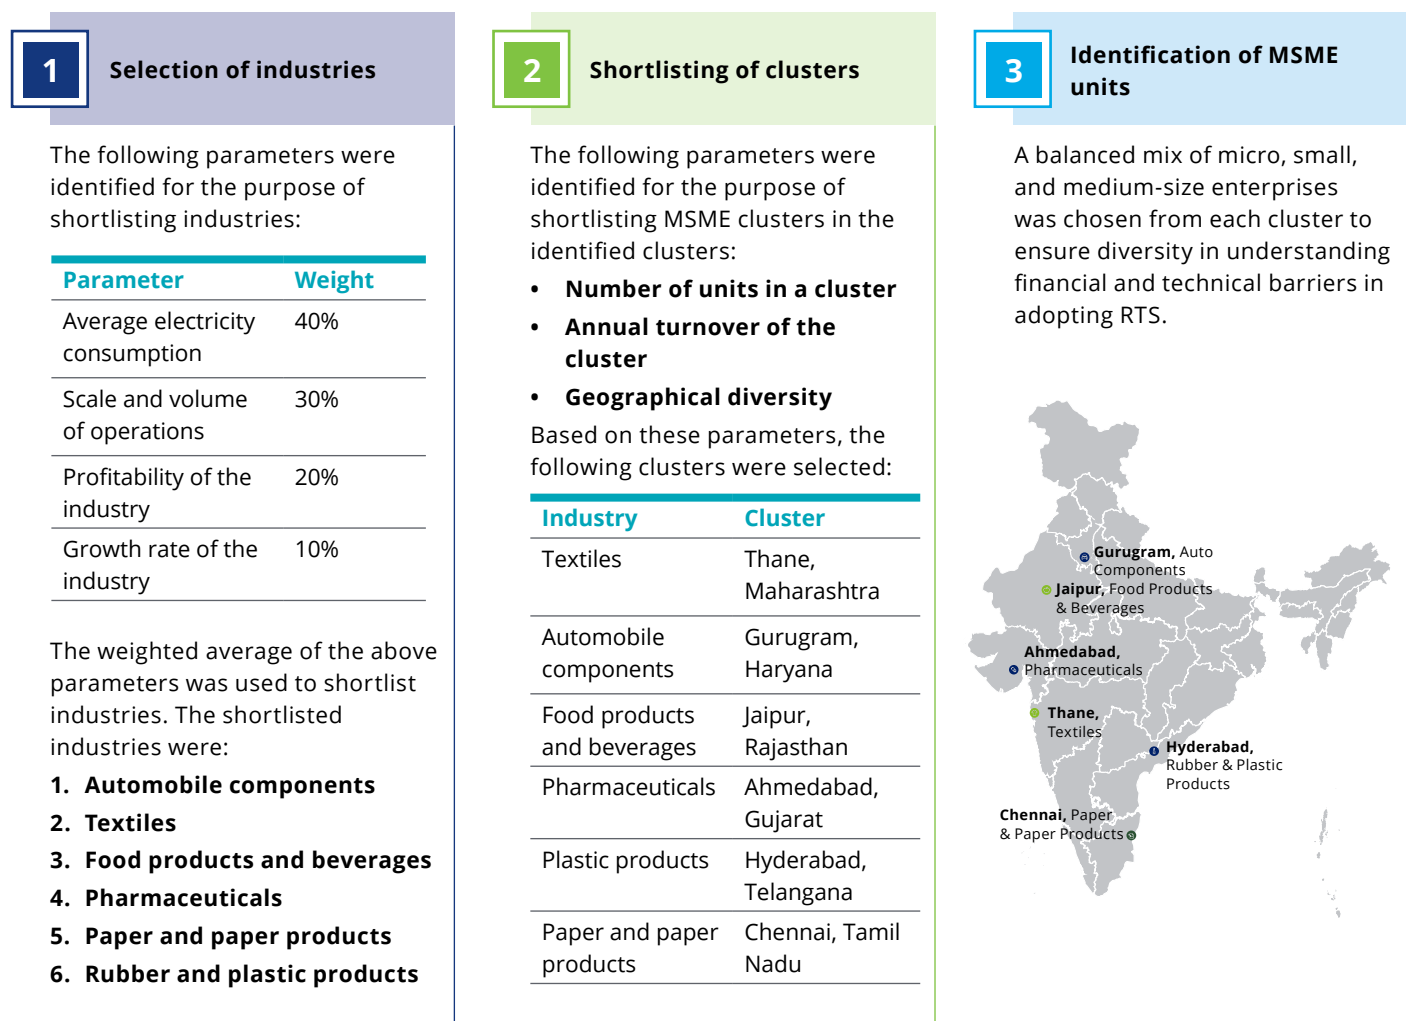 1
Selection of industries
The following parameters were
identified for the purpose of
shortlisting industries:
Parameter Weight
Average electricity 40%
consumption
Scale and volume 30%
of operations
Profitability of the 20%
industry
Growth rate of the 10%
industry
The weighted average of the above
parameters was used to shortlist
industries. The shortlisted
industries were:
1. Automobile components
2. Textiles
3. Food products and beverages
4. Pharmaceuticals
5. Paper and paper products
6. Rubber and plastic products
2
Shortlisting of clusters
The following parameters were
identified for the purpose of
shortlisting MSME clusters in the
identified clusters:
• Number of units in a cluster
• Annual turnover of the
cluster
• Geographical diversity
Based on these parameters, the
following clusters were selected:
Industry Cluster
Textiles Thane,
Maharashtra
Automobile Gurugram,
components Haryana
Food products Jaipur,
and beverages Rajasthan
Pharmaceuticals Ahmedabad,
Gujarat
Plastic products Hyderabad,
Telangana
Paper and paper Chennai, Tamil
products Nadu
3
Identification of MSME
units
A balanced mix of micro, small,
and medium-size enterprises
was chosen from each cluster to
ensure diversity in understanding
financial and technical barriers in
adopting RTS.
Gurugram, Auto
Components
Jaipur, Food Products
& Beverages
Ahmedabad,
Pharmaceuticals
Thane,
Textiles
Hyderabad,
Rubber & Plastic
Products
Chennai, Paper
& Paper Products